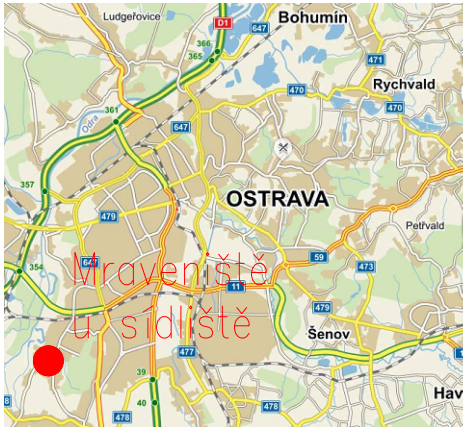 Ludgeřovice
Bohumín
D1
647
366
365
471
Rychvald
470
470
361
Odra
647
357
OSTRAVA
479
Petřvald
647
Mraveniště
59
473
354
11
479
u sídliště
Šenov
477
39
40
Hav
478
478